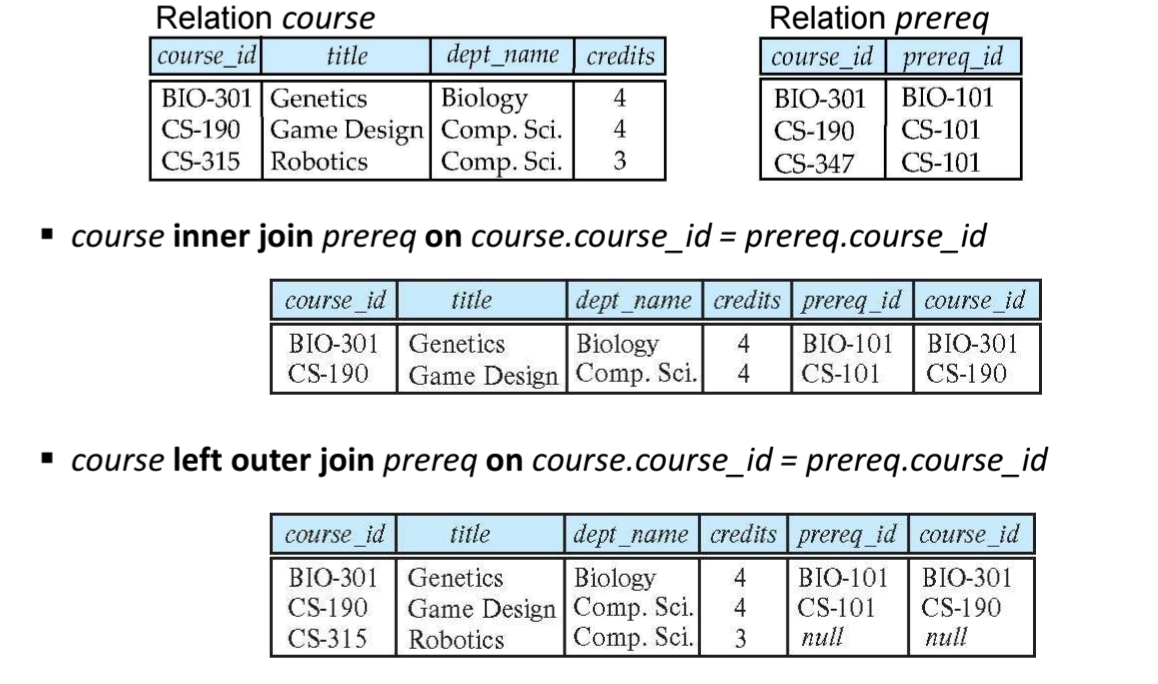 Relation course Relation prereq
course_id title dept_name credits course_id prereq_id
BIO-301 Genetics Biology 4 BIO-301 BIO-101
CS-190 Game Design Comp. Sci. 4 CS-190 CS-101
CS-315 Robotics Comp. Sci. 3 CS-347 CS-101
▪ course inner join prereq on course.course_id = prereq.course_id
course_id title dept_name credits prereq_id course_id
BIO-301 Genetics Biology 4 BIO-101 BIO-301
CS-190 Game Design Comp. Sci. 4 CS-101 CS-190
▪ course left outer join prereq on course.course_id = prereq.course_id
course_id title dept_name credits prereq_id course_id
BIO-301 Genetics Biology 4 BIO-101 BIO-301
CS-190 Game Design Comp. Sci. 4 CS-101 CS-190
CS-315 Robotics Comp. Sci. 3 null null